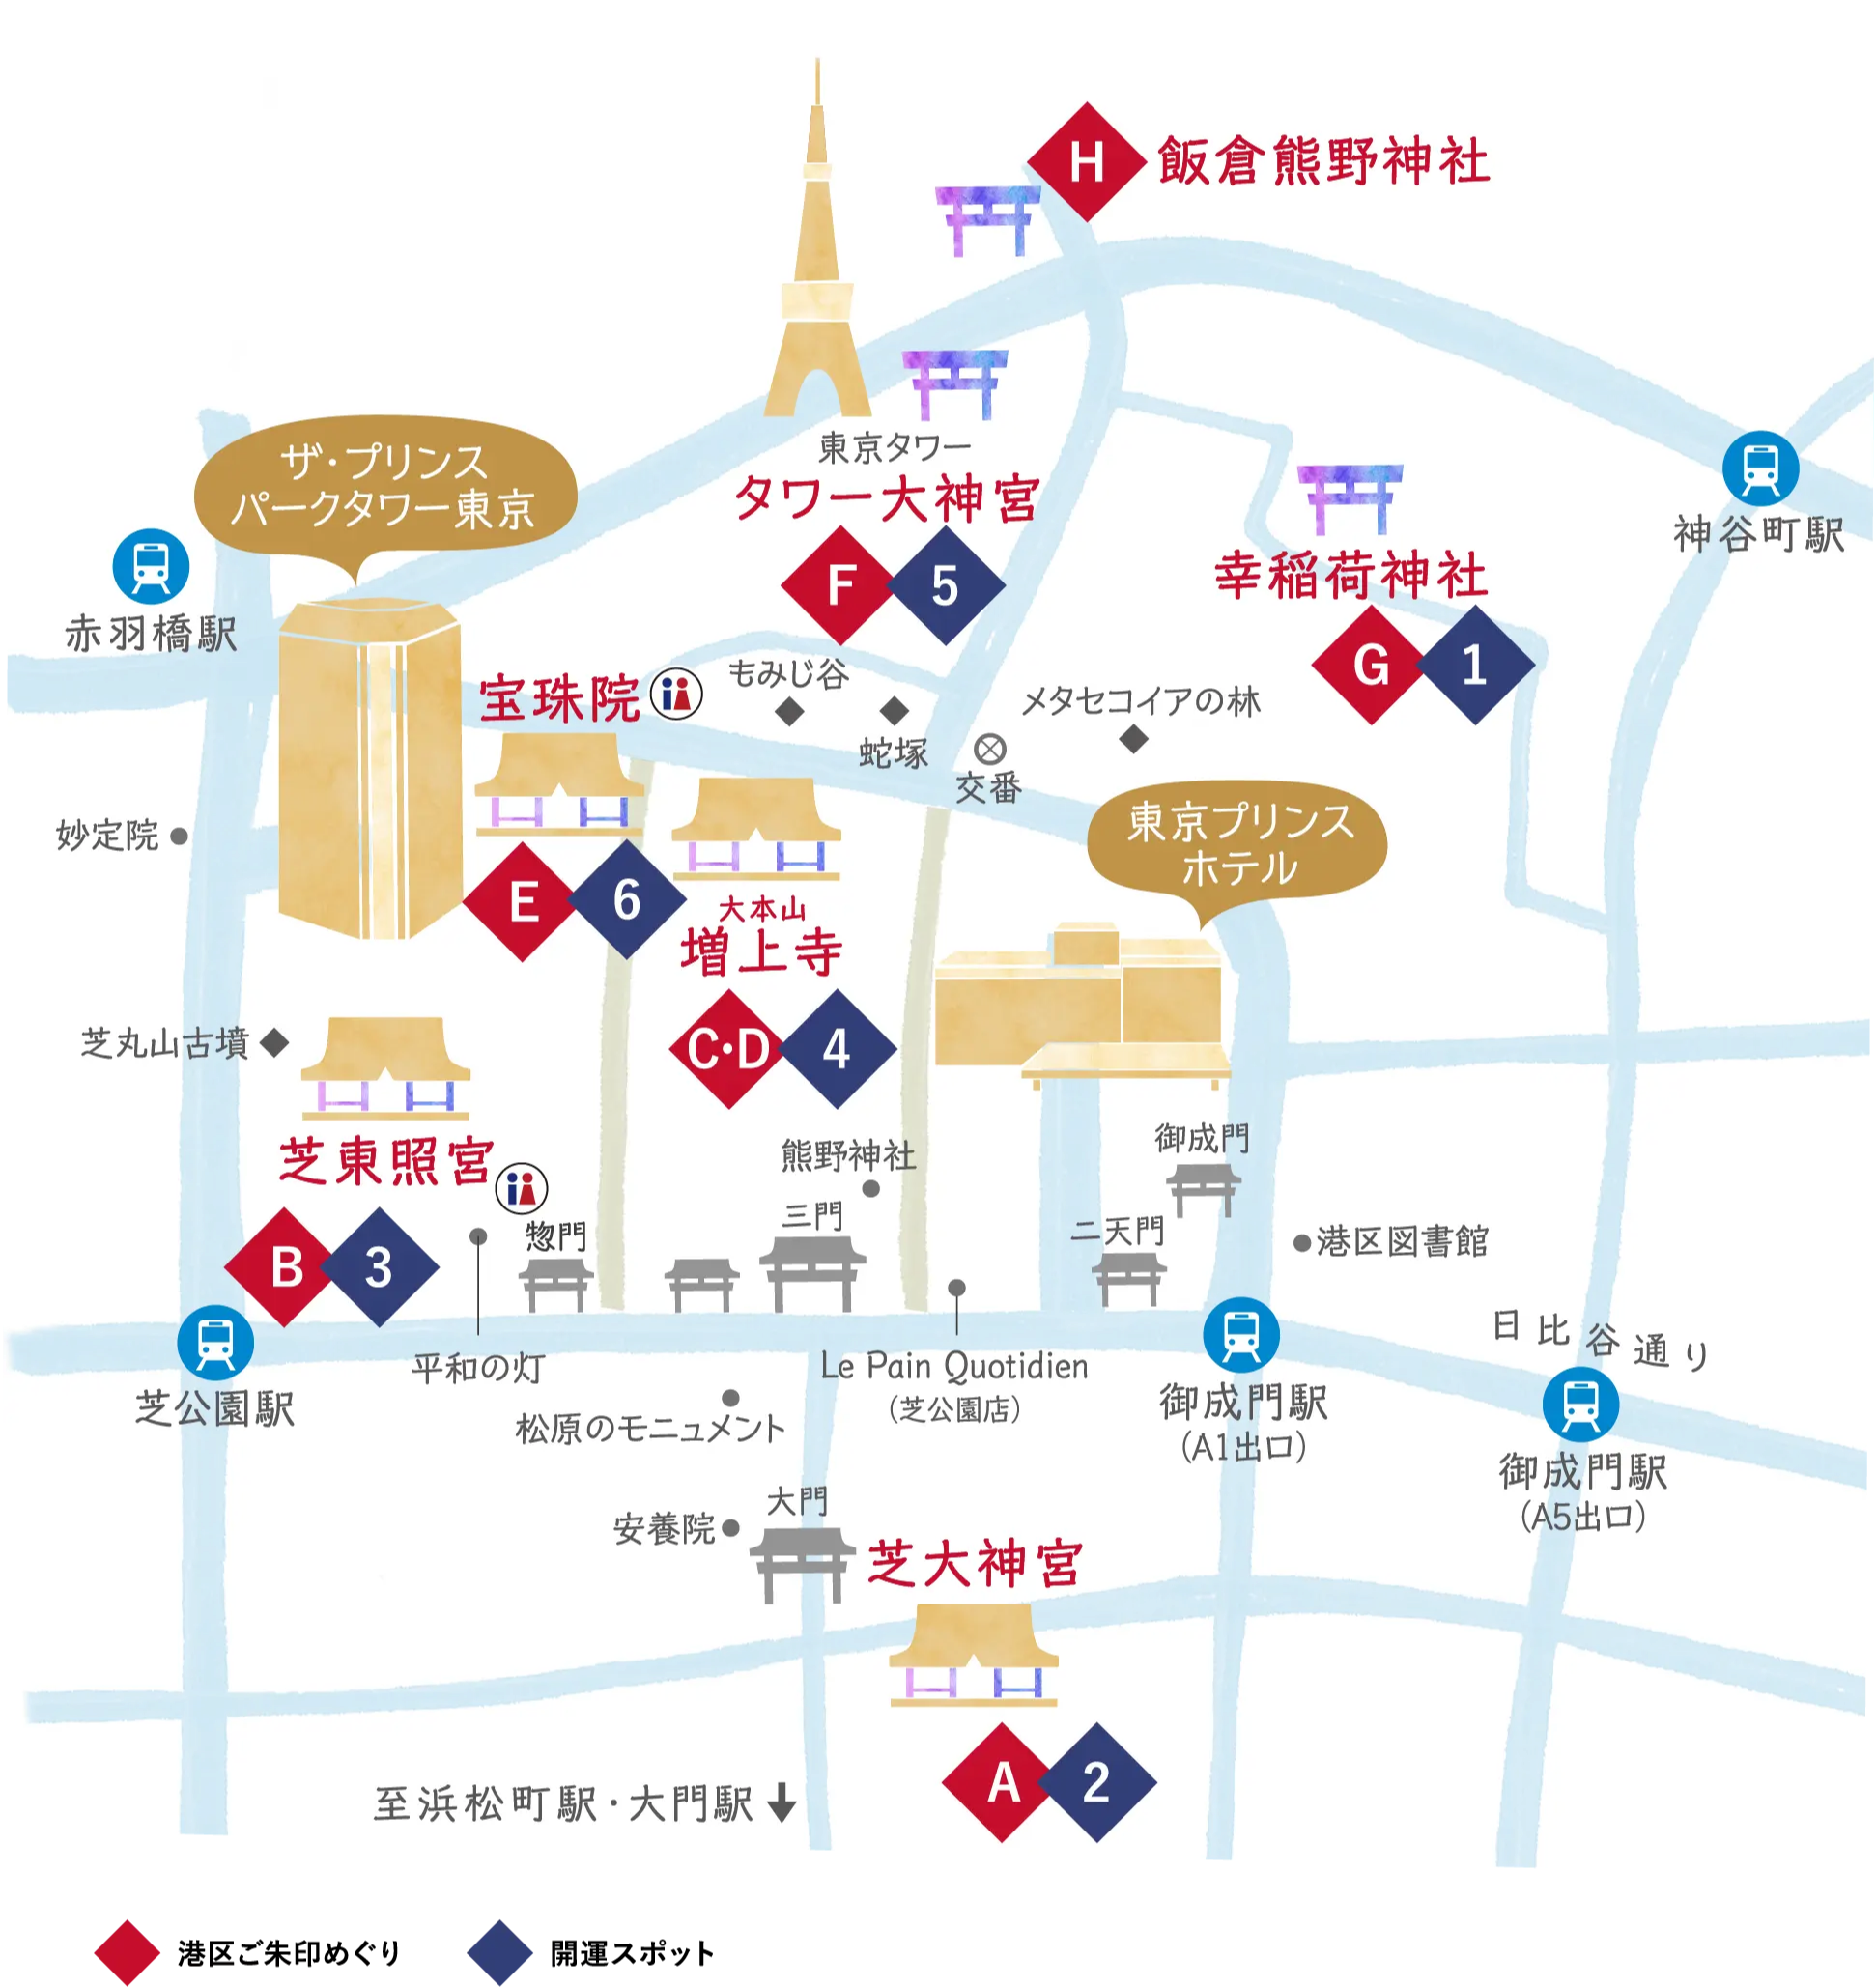 H
飯倉熊野神社
東京タワー
タワー大神宮
F
5
ザ・プリンス
パークタワー東京
赤羽橋駅
神谷町駅
幸稲荷神社
G
1
宝珠院
もみじ谷
蛇塚
交番
メタセコイアの林
妙定院
東京プリンス
ホテル
E
6
大本山
増上寺
C・D
4
芝丸山古墳
芝東照宮
B
3
熊野神社
三門
惣門
御成門
二天門
港区図書館
日比谷通り
芝公園駅
平和の灯
松原のモニュメント
Le Pain Quotidien
(芝公園店)
御成門駅
(A1出口)
御成門駅
(A5出口)
安養院
大門
芝大神宮
A
2
至浜松町駅・大門駅
港区ご朱印めぐり
開運スポット